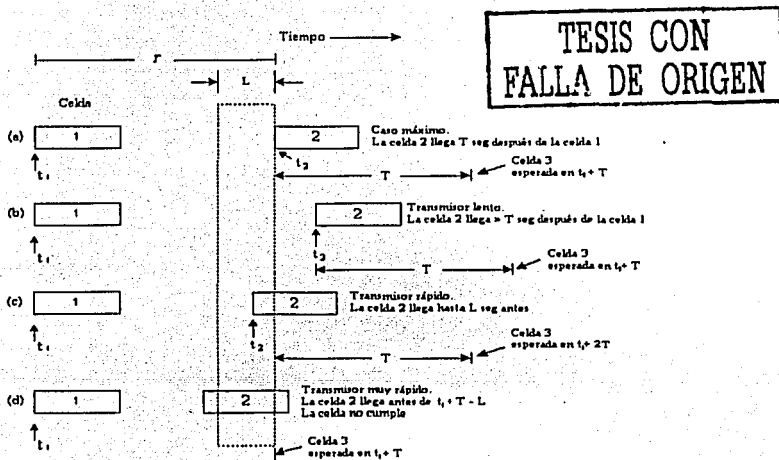 Tiempo
TESIS CON
FALLA DE ORIGEN
T
L
Celda
(a)
1
2
Caso máximo.
La celda 2 llega T seg después de la celda 1
t₁
t₂
T
Celda 3
esperada en t₁+ T
(b)
1
2
Transmisor lento.
La celda 2 llega > T seg después de la celda 1
t₁
t₂
T
Celda 3
esperada en t₁+ T
(c)
1
2
Transmisor rápido.
La celda 2 llega hasta L seg antes
t₁
t₂
T
Celda 3
esperada en t₁+ 2T
(d)
1
2
Transmisor muy rápido.
La celda 2 llega antes de t₁ + T - L
La celda no cumple
t₁
Celda 3
esperada en t₁+ T